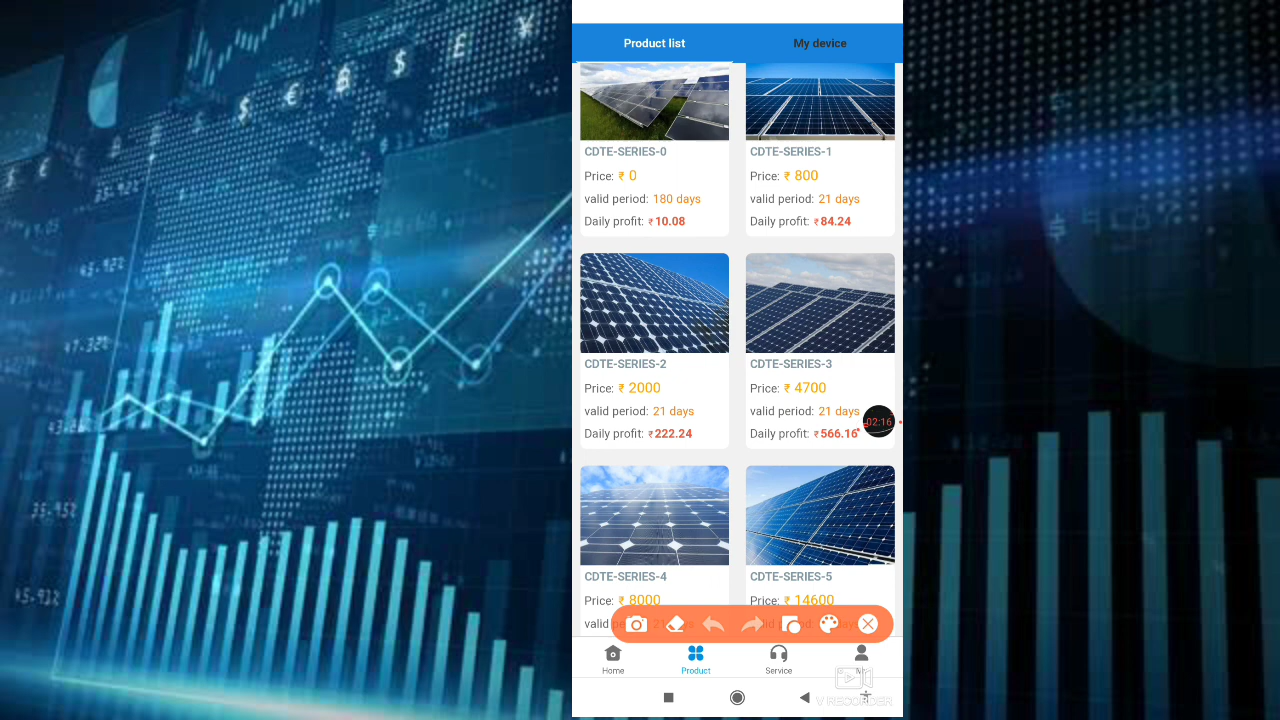 Product list
My device
CDTE-SERIES-0
Price: ₹ 0
valid period: 180 days
Daily profit: ₹10.08
CDTE-SERIES-1
Price: ₹ 800
valid period: 21 days
Daily profit: ₹84.24
CDTE-SERIES-2
Price: ₹ 2000
valid period: 21 days
Daily profit: ₹222.24
CDTE-SERIES-3
Price: ₹ 4700
valid period: 21 days
Daily profit: ₹566.16
02:16
CDTE-SERIES-4
Price: ₹ 8000
CDTE-SERIES-5
Price: ₹ 14600
Home
Product
Service
V RECORDER
$ € ฿ $ £ ¥